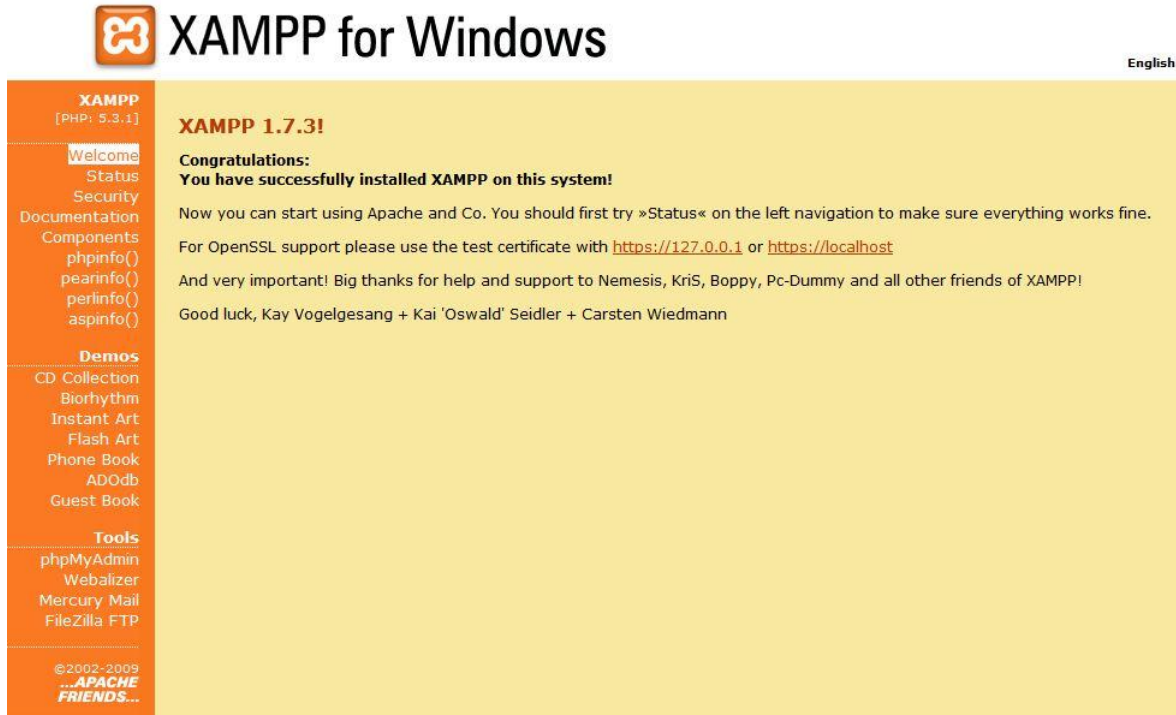 XAMPP for Windows
English
XAMPP
[PHP: 5.3.1]
Welcome
Status
Security
Documentation
Components
phpinfo()
pearinfo()
perlinfo()
aspinfo()
Demos
CD Collection
Biorhythm
Instant Art
Flash Art
Phone Book
ADOdb
Guest Book
Tools
phpMyAdmin
Webalizer
Mercury Mail
FileZilla FTP
©2002-2009
...APACHE
FRIENDS...
XAMPP 1.7.3!
Congratulations:
You have successfully installed XAMPP on this system!
Now you can start using Apache and Co. You should first try »Status« on the left navigation to make sure everything works fine.
For OpenSSL support please use the test certificate with https://127.0.0.1 or https://localhost
And very important! Big thanks for help and support to Nemesis, KriS, Boppy, Pc-Dummy and all other friends of XAMPP!
Good luck, Kay Vogelgesang + Kai 'Oswald' Seidler + Carsten Wiedmann